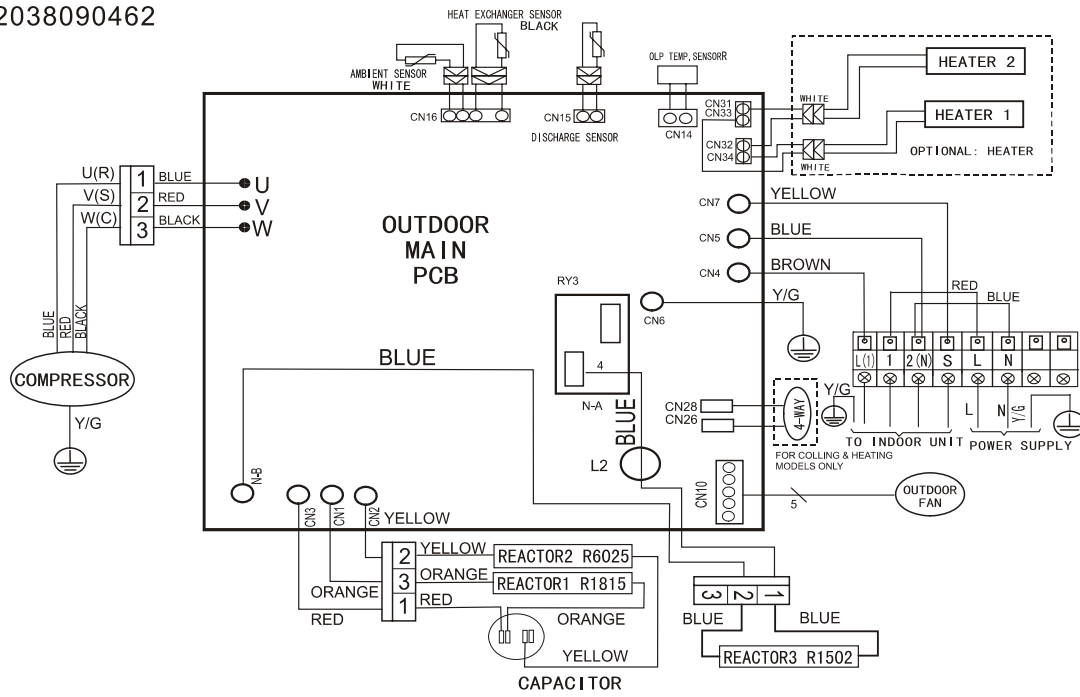 2038090462
HEAT EXCHANGER SENSOR
BLACK
AMBIENT SENSOR
WHITE
CN16
CN15
DISCHARGE SENSOR
OLP TEMP.SENSORR
CN14
CN31
CN33
CN32
CN34
WHITE
WHITE
HEATER 2
HEATER 1
OPTIONAL: HEATER
U(R)
V(S)
W(C)
1
2
3
BLUE
RED
BLACK
U
V
W
OUTDOOR
MAIN
PCB
CN7
YELLOW
CN5
BLUE
CN4
BROWN
RY3
4
N-A
CN6
Y/G
RED
BLUE
L(1) 1 2(N) S L N
Y/G
L N Y/G
TO INDOOR UNIT
POWER SUPPLY
BLUE
RED
BLACK
COMPRESSOR
Y/G
BLUE
BLUE
L2
CN28
CN26
4-WAY
FOR COLLING & HEATING
MODELS ONLY
CN10
5
OUTDOOR
FAN
N-B
CN3
CN1
CN2
YELLOW
2
3
1
YELLOW
ORANGE
RED
ORANGE
RED
REACTOR2 R6025
REACTOR1 R1815
ORANGE
YELLOW
CAPACITOR
3 2 1
BLUE
BLUE
REACTOR3 R1502